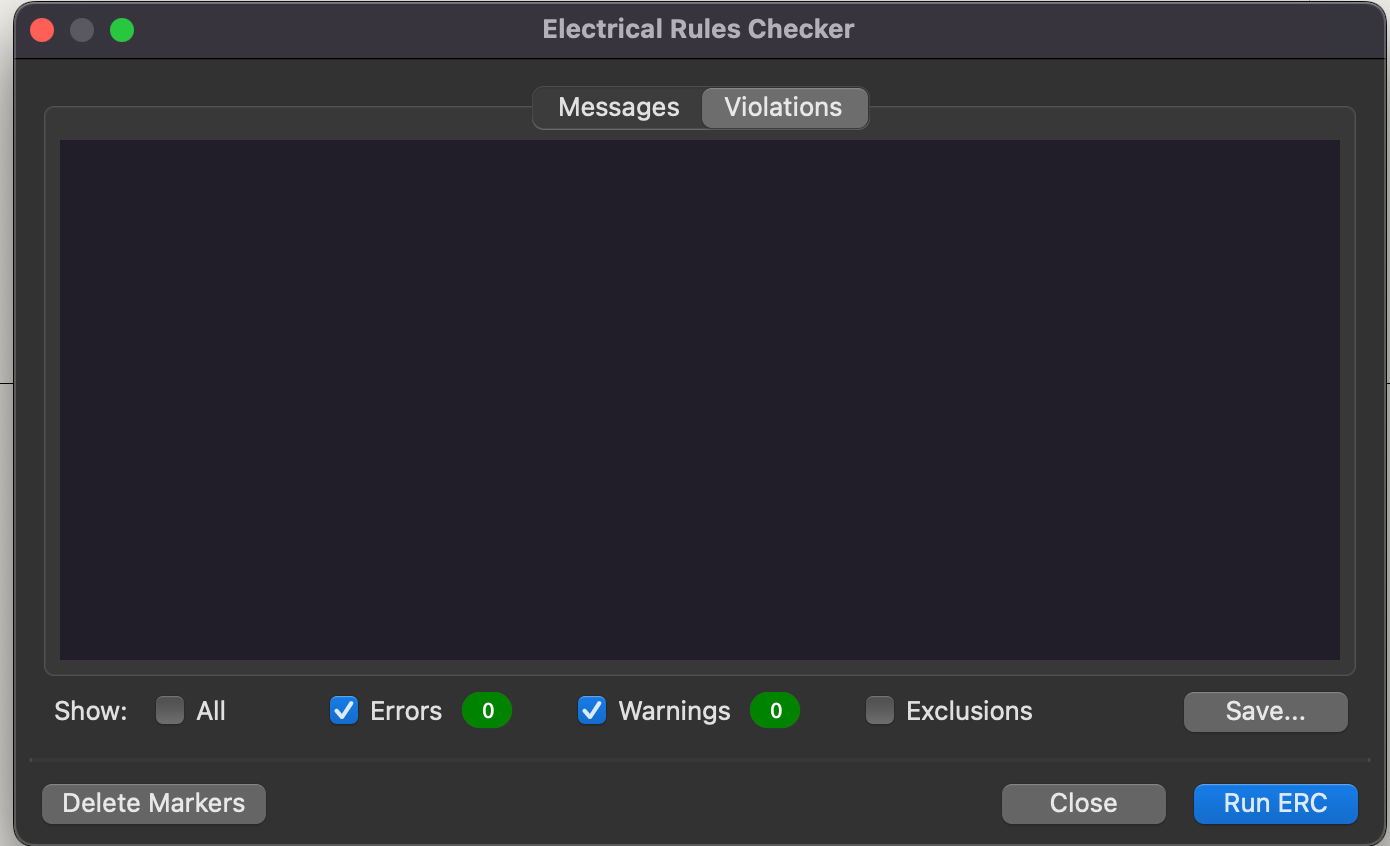 Electrical Rules Checker
Messages Violations
Show: All Errors 0 Warnings 0 Exclusions Save...
Delete Markers Close Run ERC